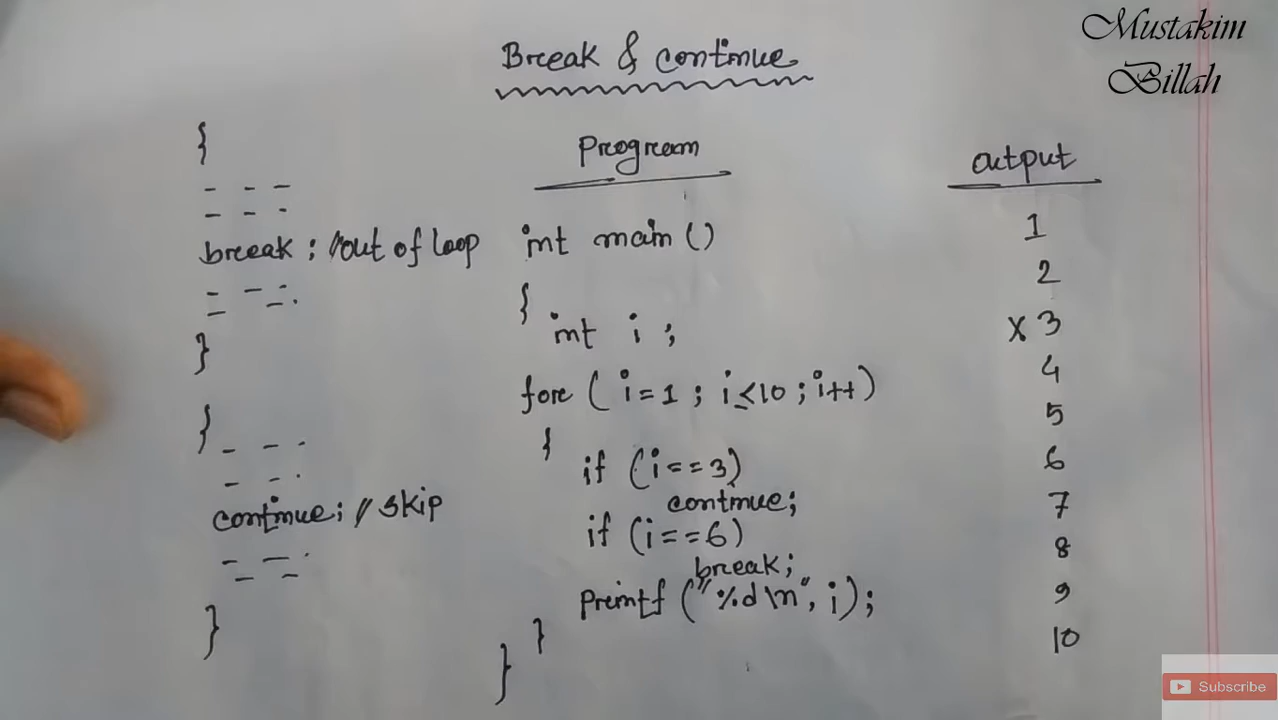 Mustakim
Billah
Break & continue
{
break ; // out of loop
}
{
continue; // skip
}
Program
int main ()
{
int i ;
for ( i = 1 ; i ≤ 10 ; i++ )
{
if (i == 3)
continue;
if (i == 6)
break;
printf ("%d\n", i);
}
}
output
1
2
x 3
4
5
6
7
8
9
10
Subscribe